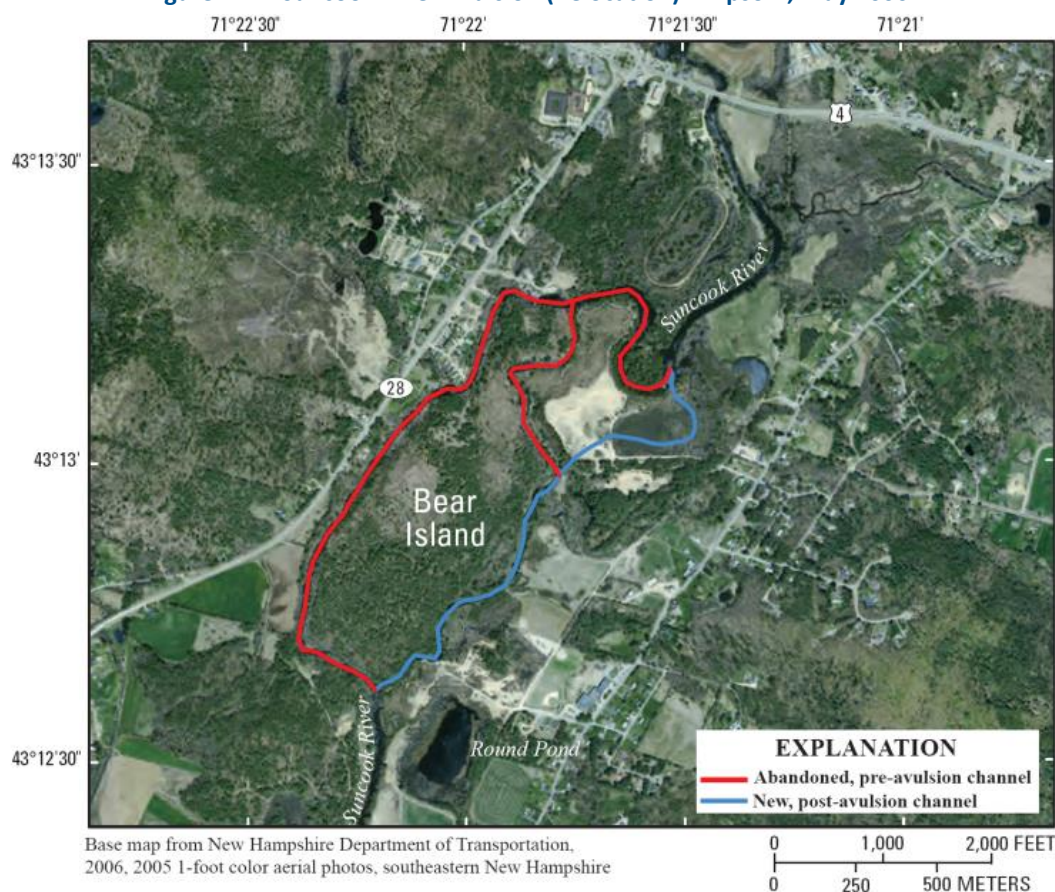 71°22'30"
71°22'
71°21'30"
71°21'
4
43°13'30"
Suncook River
28
43°13'
Bear
Island
43°12'30"
Suncook River
Round Pond
EXPLANATION
Abandoned, pre-avulsion channel
New, post-avulsion channel
Base map from New Hampshire Department of Transportation,
2006, 2005 1-foot color aerial photos, southeastern New Hampshire
0 1,000 2,000 FEET
0 250 500 METERS